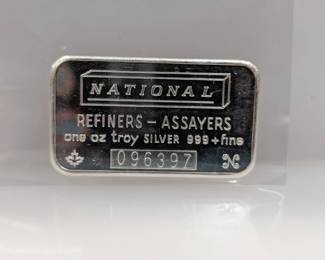 NATIONAL
REFINERS – ASSAYERS
one oz troy SILVER 999+fine
096397